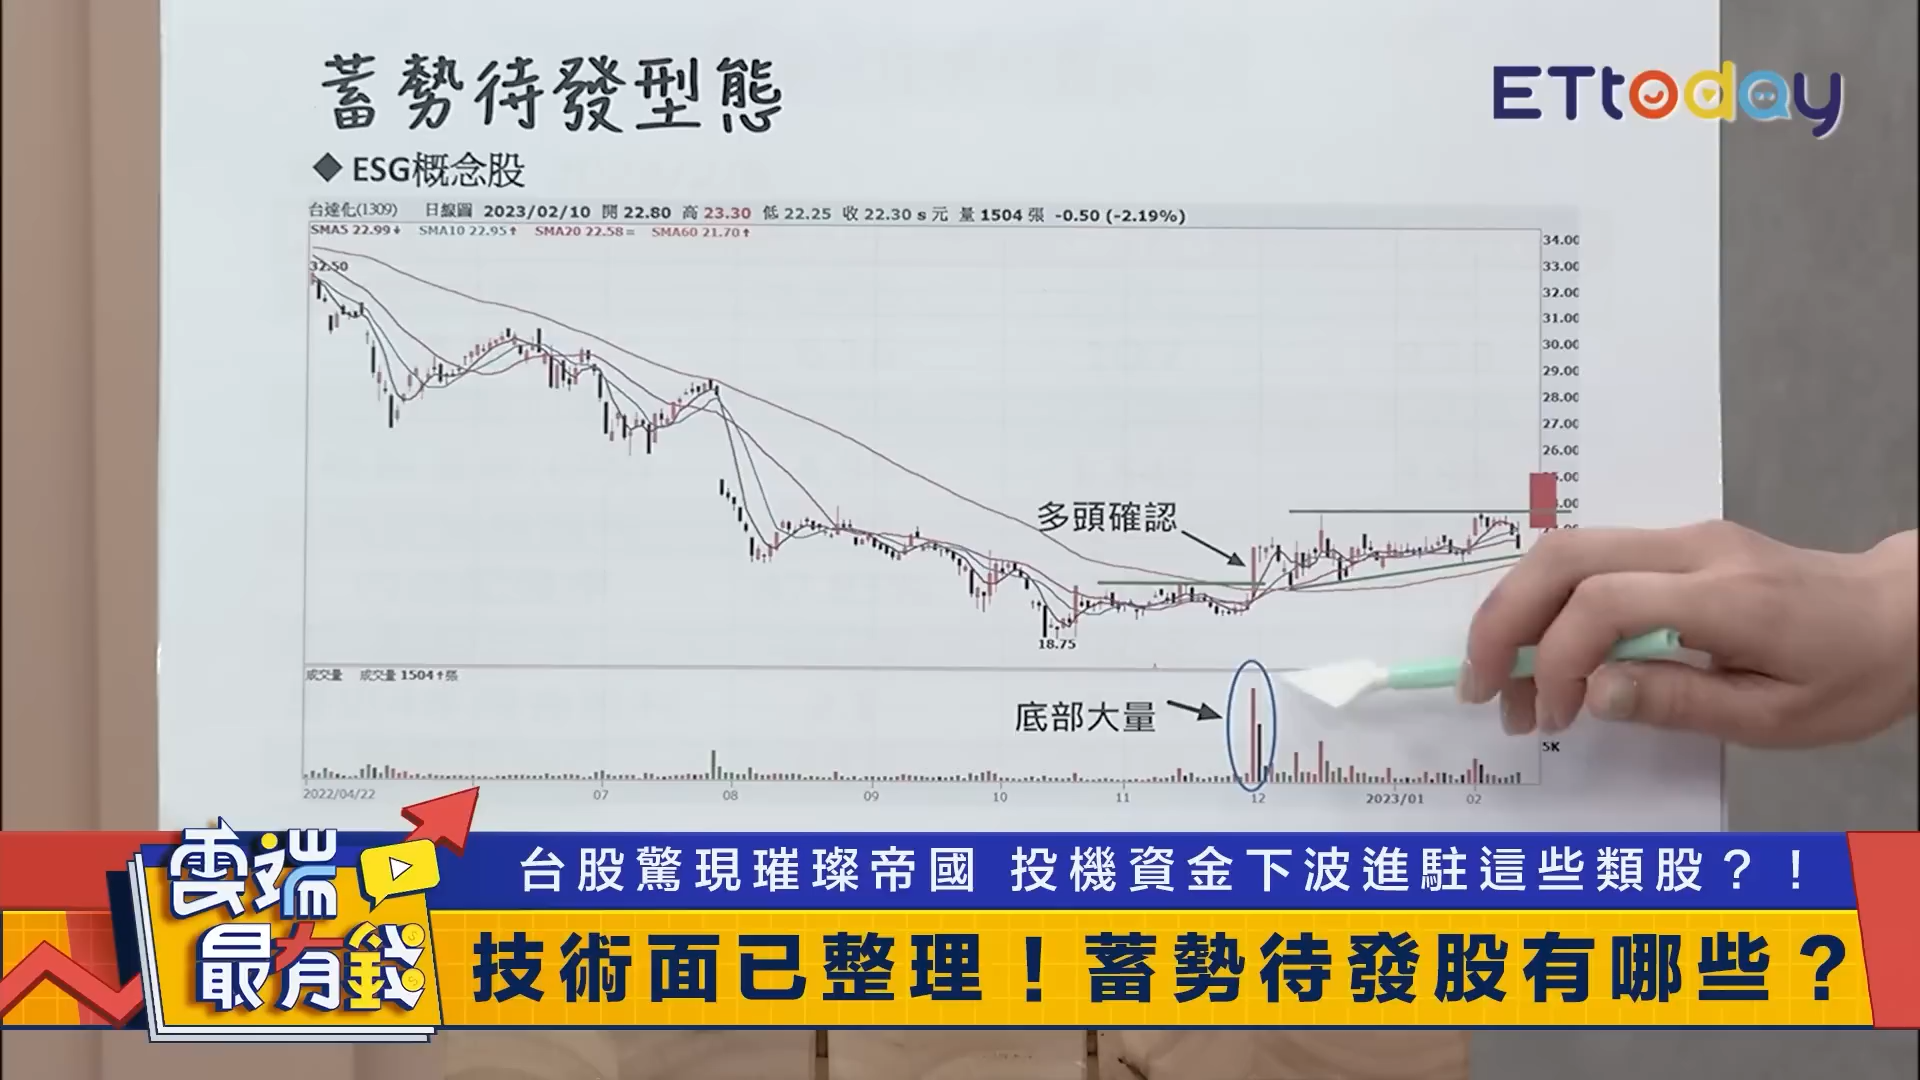 蓄勢待發型態
ETtoday
◆ ESG概念股
台達化(1309) 日線圖 2023/02/10 開 22.80 高 23.30 低 22.25 收 22.30 s 元 量 1504 張 -0.50 (-2.19%)
SMA5 22.99↓ SMA10 22.95↑ SMA20 22.58= SMA60 21.70↑
34.00
33.00
32.50
32.00
31.00
30.00
29.00
28.00
27.00
26.00
多頭確認
18.75
成交量 成交量 1504↑張
底部大量
5K
2022/04/22 07 08 09 10 11 12 2023/01 02
雲端最有錢
台股驚現璀璨帝國 投機資金下波進駐這些類股？！
技術面已整理！蓄勢待發股有哪些？